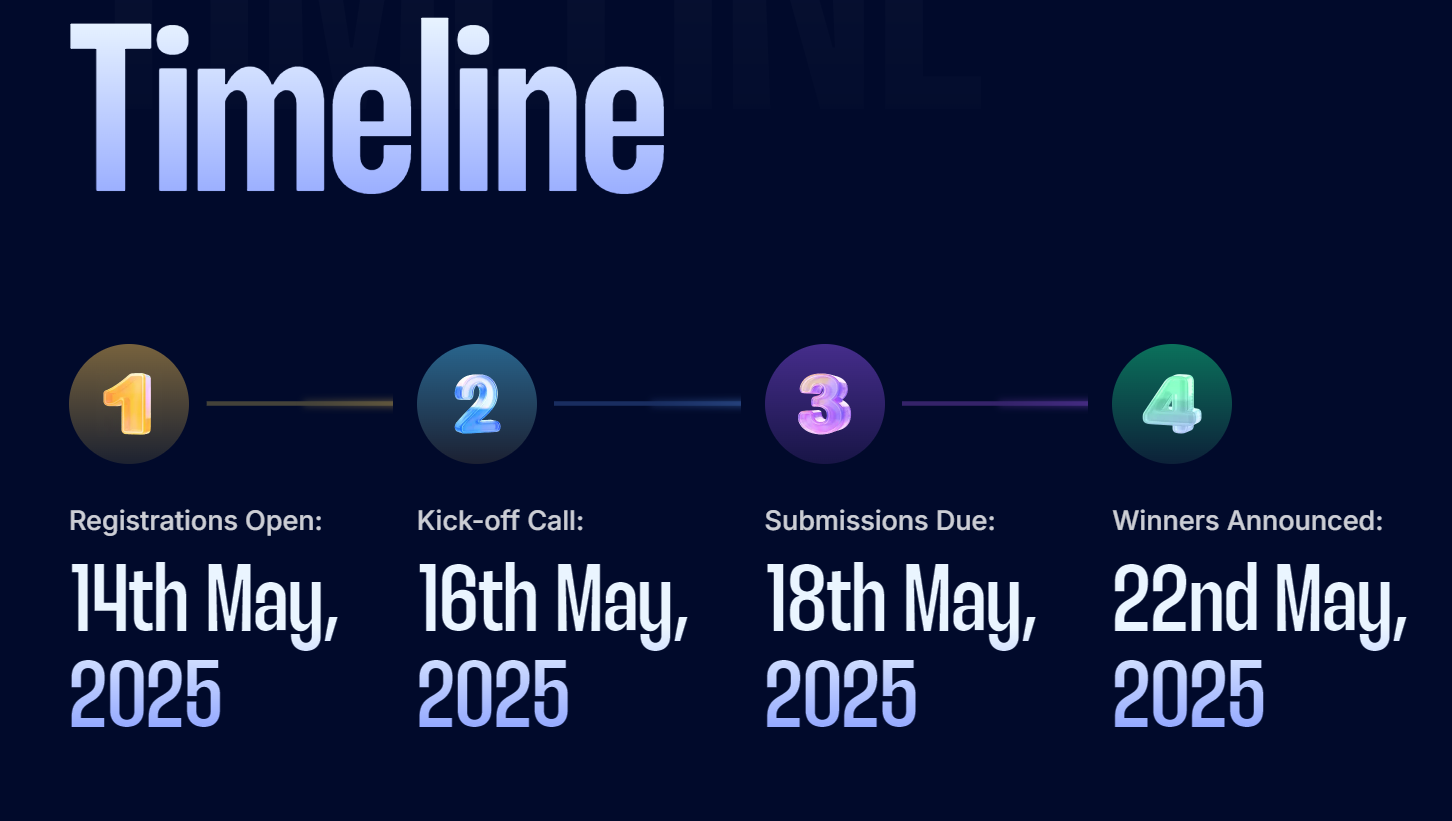 Timeline
1
2
3
4
Registrations Open:
14th May,
2025
Kick-off Call:
16th May,
2025
Submissions Due:
18th May,
2025
Winners Announced:
22nd May,
2025